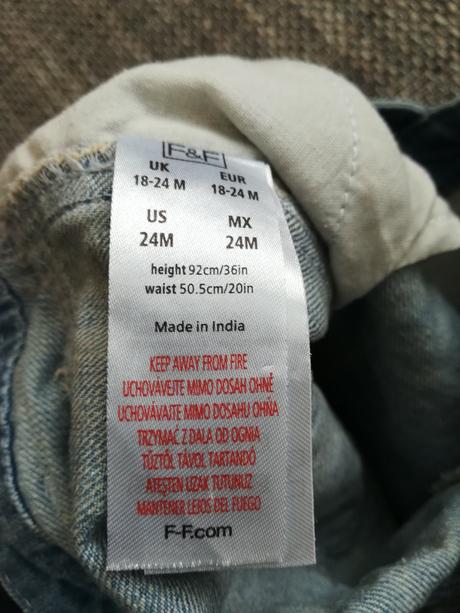 F&F
UK EUR
18-24 M 18-24 M
US MX
24M 24M
height 92cm/36in
waist 50.5cm/20in
Made in India
KEEP AWAY FROM FIRE
UCHOVÁVEJTE MIMO DOSAH OHNĚ
UCHOVÁVAJTE MIMO DOSAHU OHŇA
TRZYMAĆ Z DALA OD OGNIA
TŰZTŐL TÁVOL TARTANDÓ
ATEŞTEN UZAK TUTUNUZ
MANTENER LEJOS DEL FUEGO
F-F.com